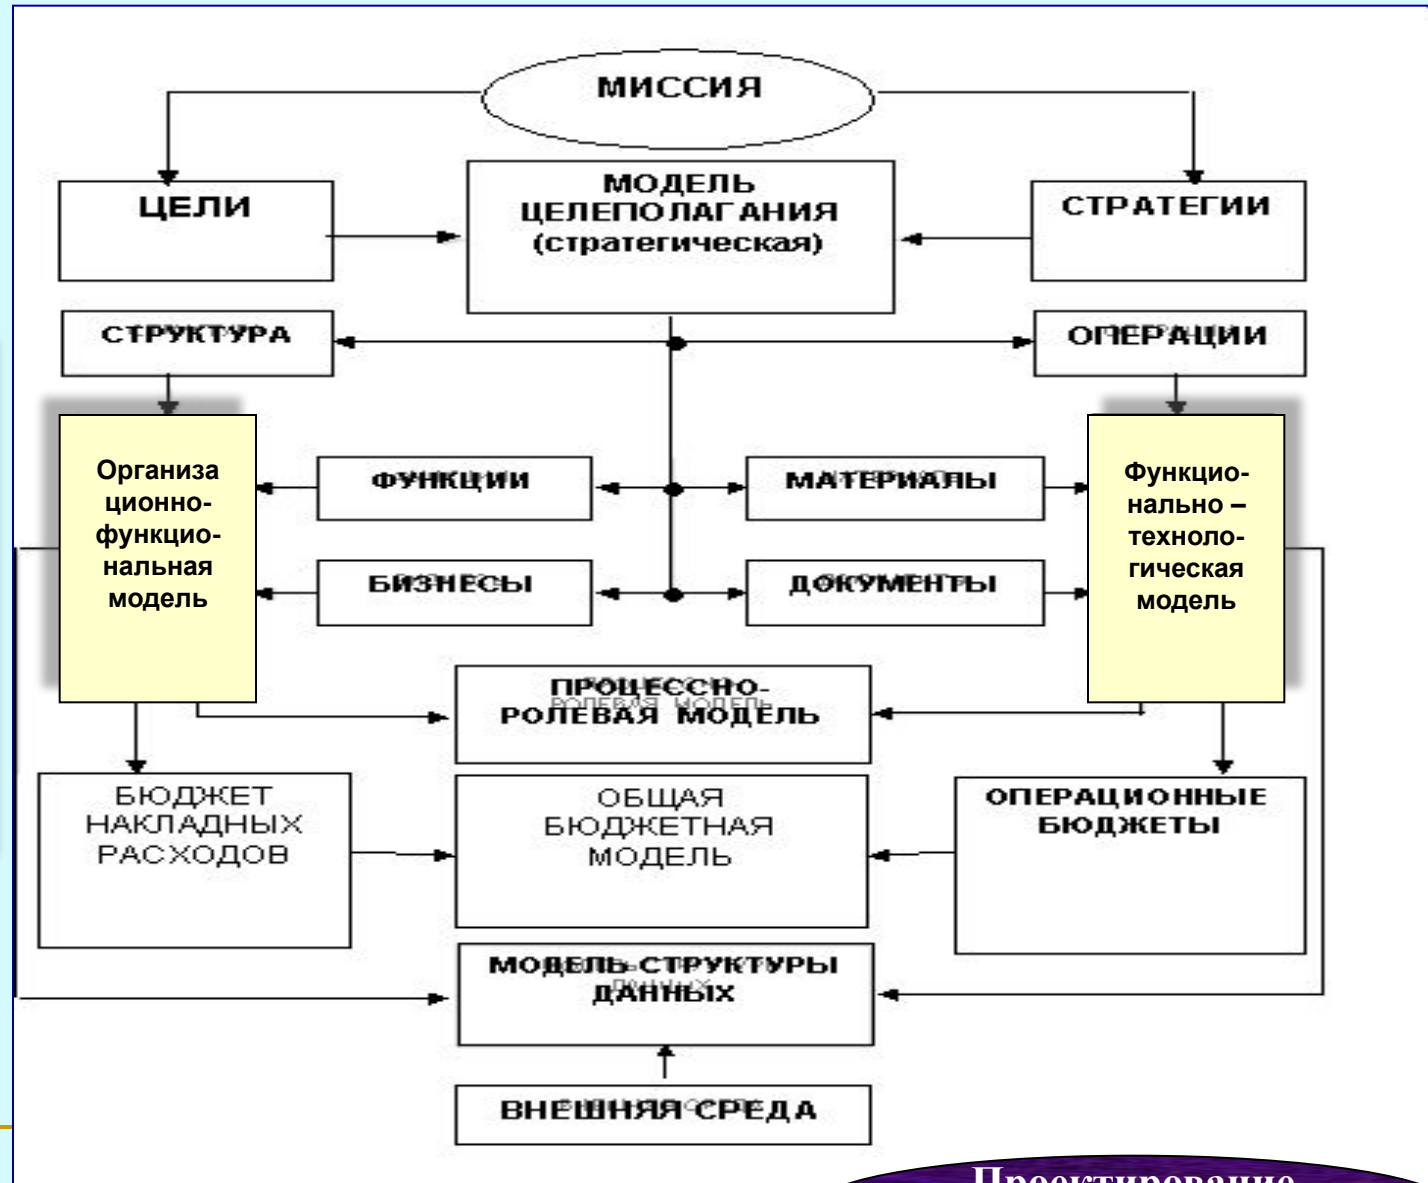 МИССИЯ
ЦЕЛИ
МОДЕЛЬ
ЦЕЛЕПОЛАГАНИЯ
(стратегическая)
СТРАТЕГИИ
СТРУКТУРА
ОПЕРАЦИИ
Организа
ционно-
функцио-
нальная
модель
ФУНКЦИИ
МАТЕРИАЛЫ
Функцио-
нально –
техноло-
гическая
модель
БИЗНЕСЫ
ДОКУМЕНТЫ
ПРОЦЕССНО-
РОЛЕВАЯ МОДЕЛЬ
БЮДЖЕТ
НАКЛАДНЫХ
РАСХОДОВ
ОБЩАЯ
БЮДЖЕТНАЯ
МОДЕЛЬ
ОПЕРАЦИОННЫЕ
БЮДЖЕТЫ
МОДЕЛЬ СТРУКТУРЫ
ДАННЫХ
ВНЕШНЯЯ СРЕДА
Проектирование